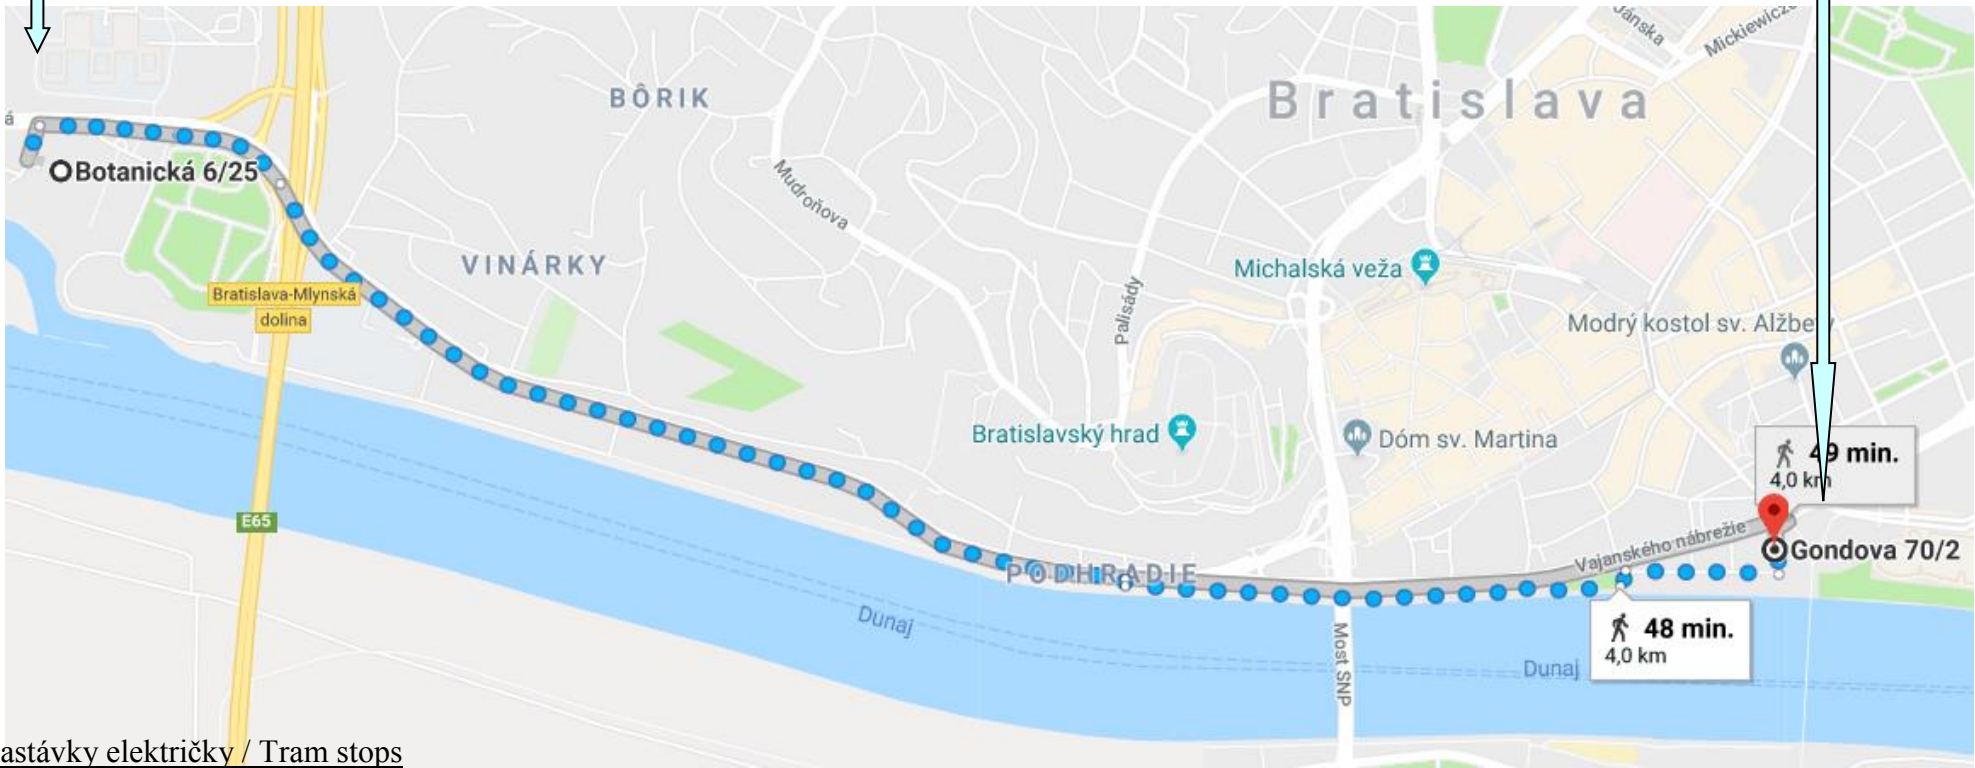 Jánska
Mickiewiczo
BÔRIK
Bratislava
á
Botanická 6/25
Mudroňova
VINÁRKY
Michalská veža
Bratislava-Mlynská
dolina
Palisády
Modrý kostol sv. Alžbety
Bratislavský hrad
Dóm sv. Martina
49 min.
4,0 km
E65
Vajanského nábrežie
Gondova 70/2
PODHRADIE
Dunaj
48 min.
4,0 km
Most SNP
Dunaj
astávky električky / Tram stops